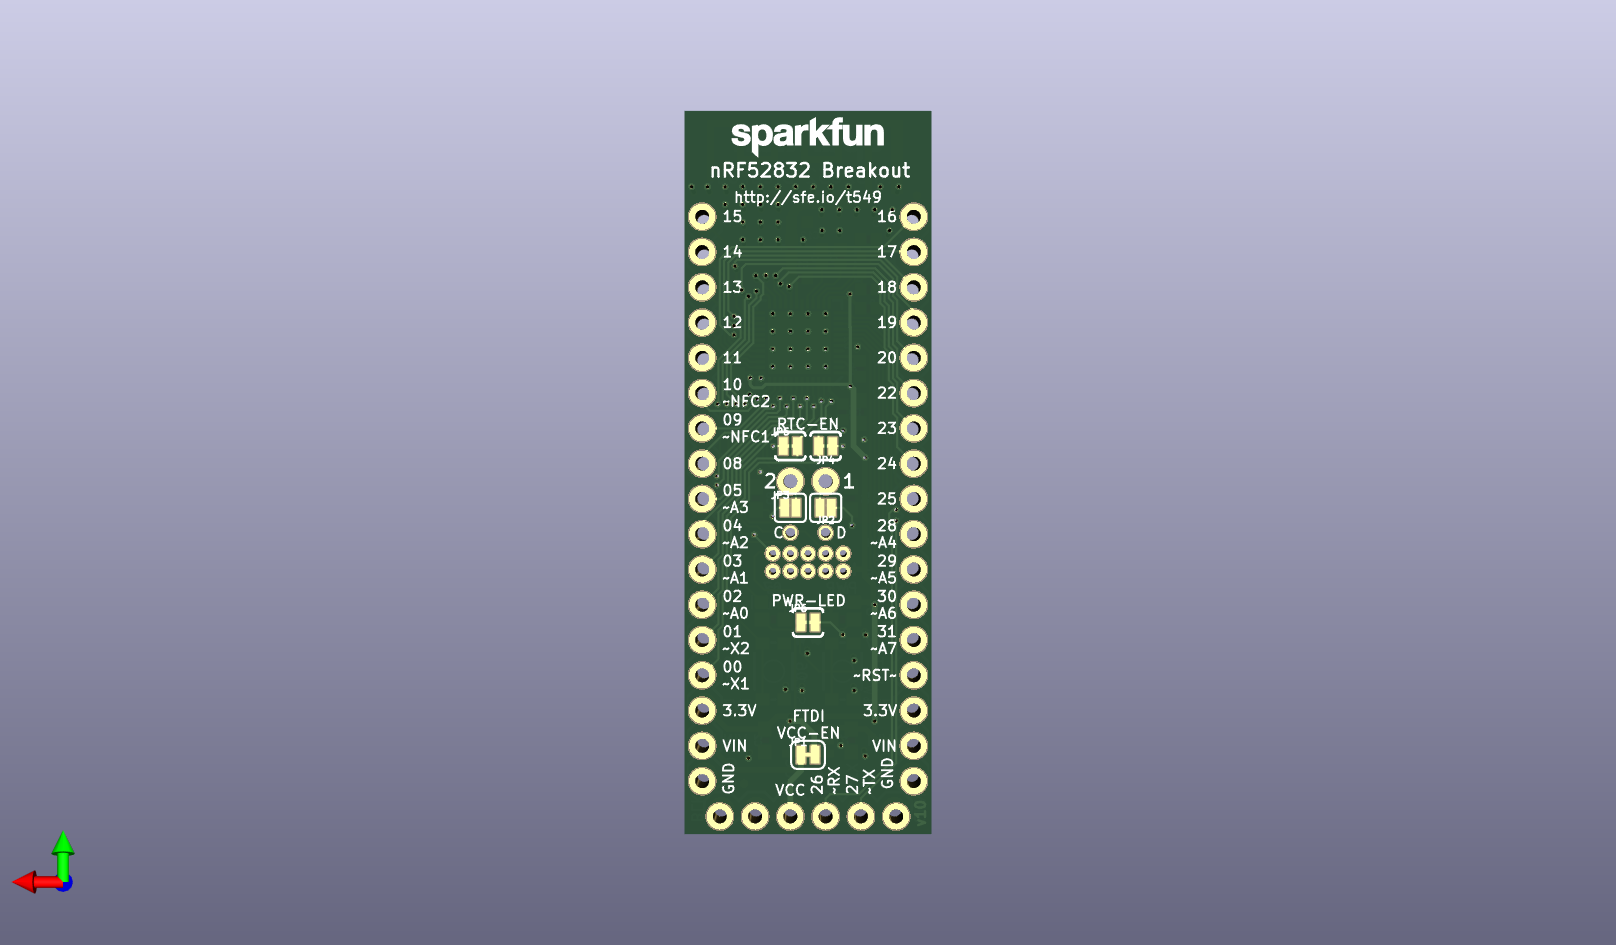 sparkfun
nRF52832 Breakout
http://sfe.io/t549
15 16
14 17
13 18
12 19
11 20
10 22
~NFC2
09 RTC-EN 23
~NFC1
JP4
08 24
2 1
05 25
~A3
JP2
04 28
~A2 C D ~A4
03 29
~A1 ~A5
02 PWR-LED 30
~A0 ~A6
01 31
~X2 ~A7
00 ~RST~
~X1
3.3V FTDI 3.3V
VCC-EN
VIN VIN
GND VCC 26 ~RX 27 ~TX GND
v10